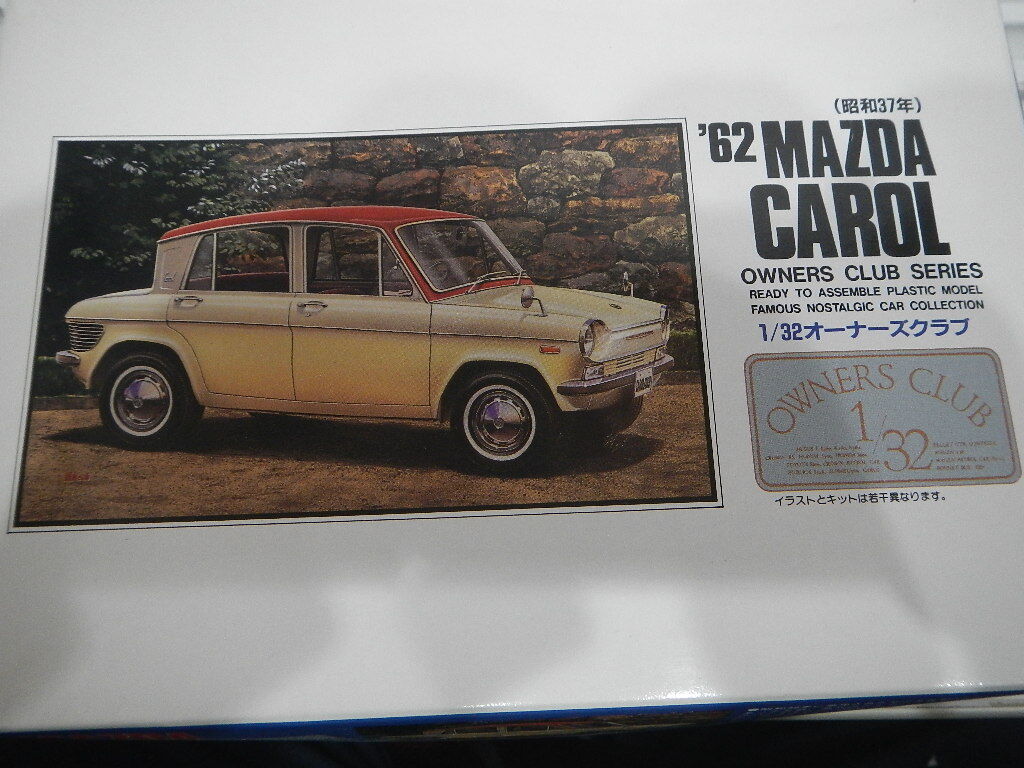 (昭和37年)
'62 MAZDA
CAROL
OWNERS CLUB SERIES
READY TO ASSEMBLE PLASTIC MODEL
FAMOUS NOSTALGIC CAR COLLECTION
1/32オーナーズクラブ
OWNERS CLUB
1/32
イラストとキットは若干異なります。